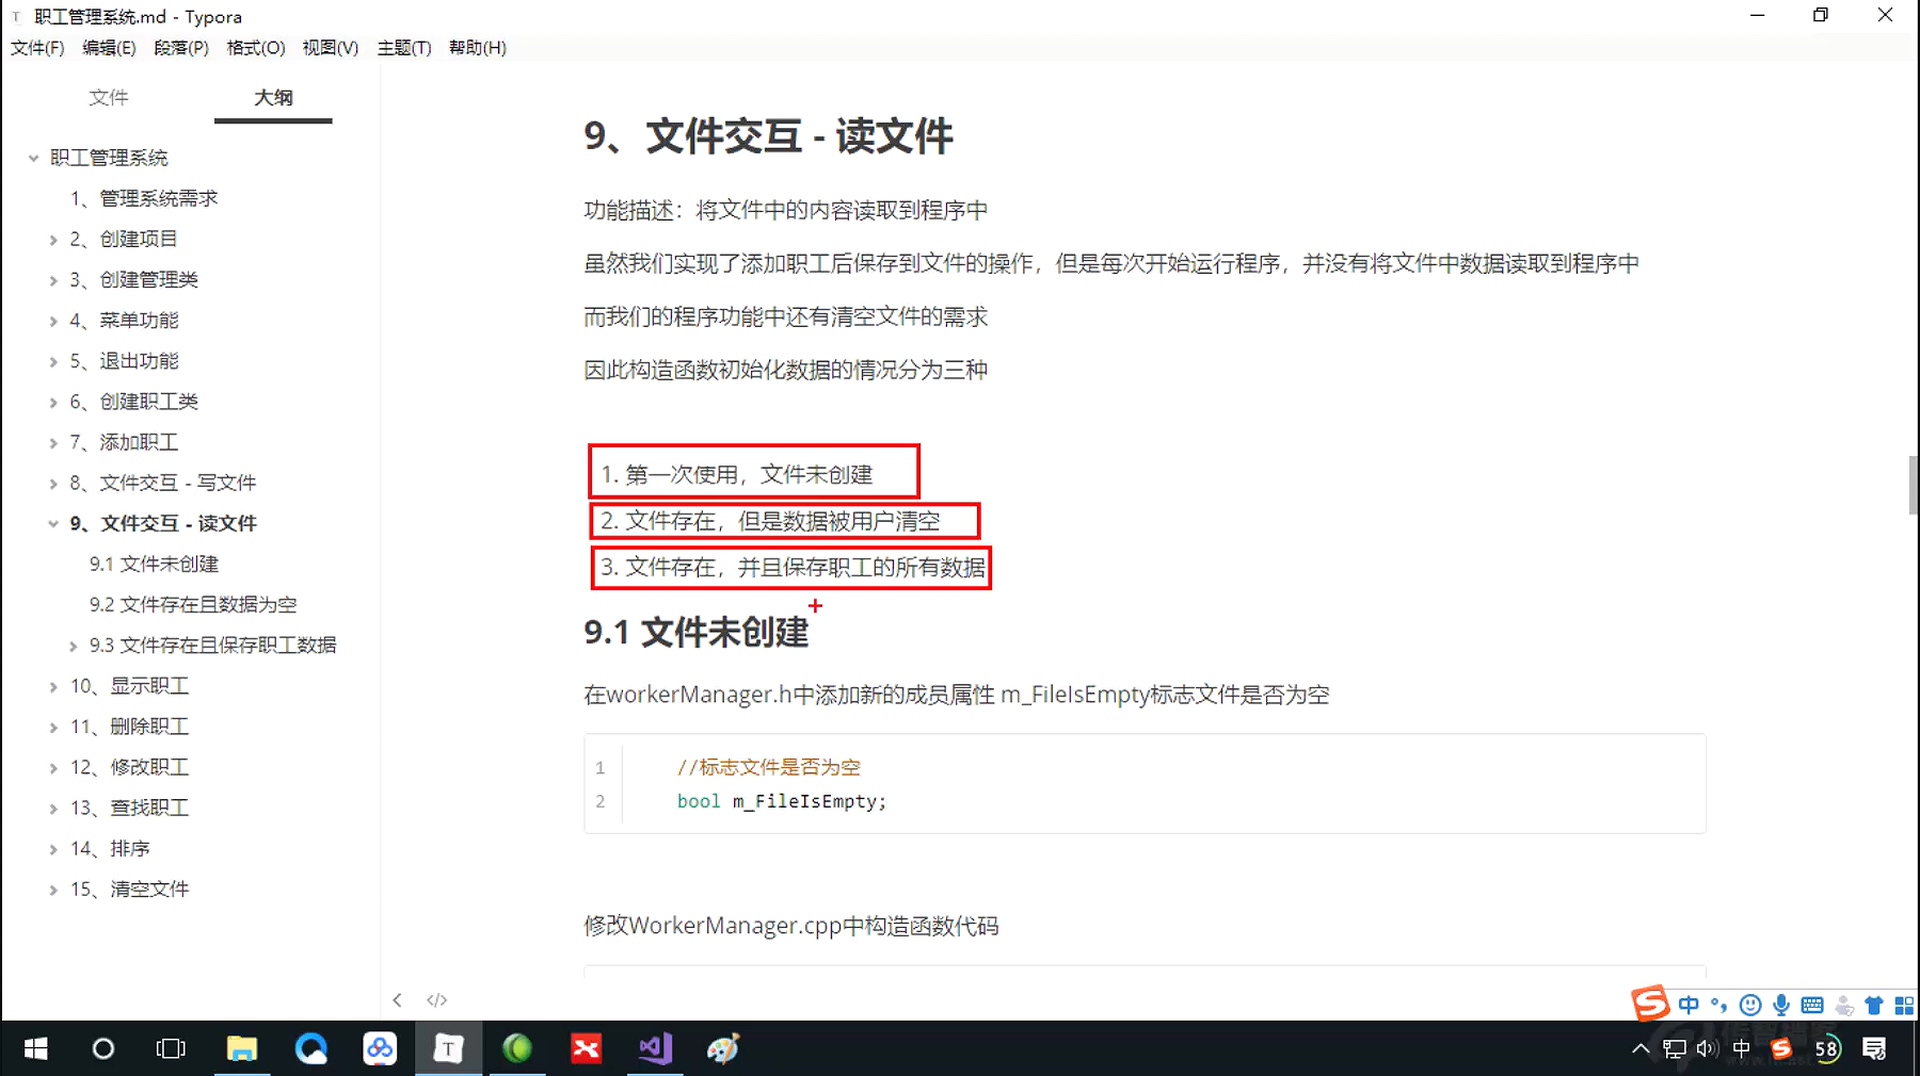 职工管理系统.md - Typora
文件(F) 编辑(E) 段落(P) 格式(O) 视图(V) 主题(T) 帮助(H)
文件
大纲
职工管理系统
1、管理系统需求
2、创建项目
3、创建管理类
4、菜单功能
5、退出功能
6、创建职工类
7、添加职工
8、文件交互 - 写文件
9、文件交互 - 读文件
9.1 文件未创建
9.2 文件存在且数据为空
9.3 文件存在且保存职工数据
10、显示职工
11、删除职工
12、修改职工
13、查找职工
14、排序
15、清空文件
9、文件交互 - 读文件
功能描述：将文件中的内容读取到程序中
虽然我们实现了添加职工后保存到文件的操作，但是每次开始运行程序，并没有将文件中数据读取到程序中
而我们的程序功能中还有清空文件的需求
因此构造函数初始化数据的情况分为三种
1. 第一次使用，文件未创建
2. 文件存在，但是数据被用户清空
3. 文件存在，并且保存职工的所有数据
9.1 文件未创建
在workerManager.h中添加新的成员属性 m_FileIsEmpty标志文件是否为空
1 //标志文件是否为空
2 bool m_FileIsEmpty;
修改WorkerManager.cpp中构造函数代码
</>
中
中
58